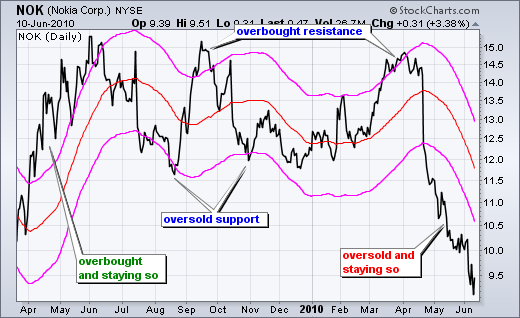 NOK (Nokia Corp.) NYSE
StockCharts.com
10-Jun-2010 Op 9.39 Hi 9.51 Lo 9.31 Last 9.47 Vol 26.7M Chg +0.31 (+3.38%)
NOK (Daily)
overbought resistance
15.0
14.5
14.0
13.5
13.0
12.5
12.0
11.5
11.0
10.5
10.0
9.5
oversold support
overbought
and staying so
oversold and
staying so
Apr May Jun Jul Aug Sep Oct Nov Dec 2010 Feb Mar Apr May Jun